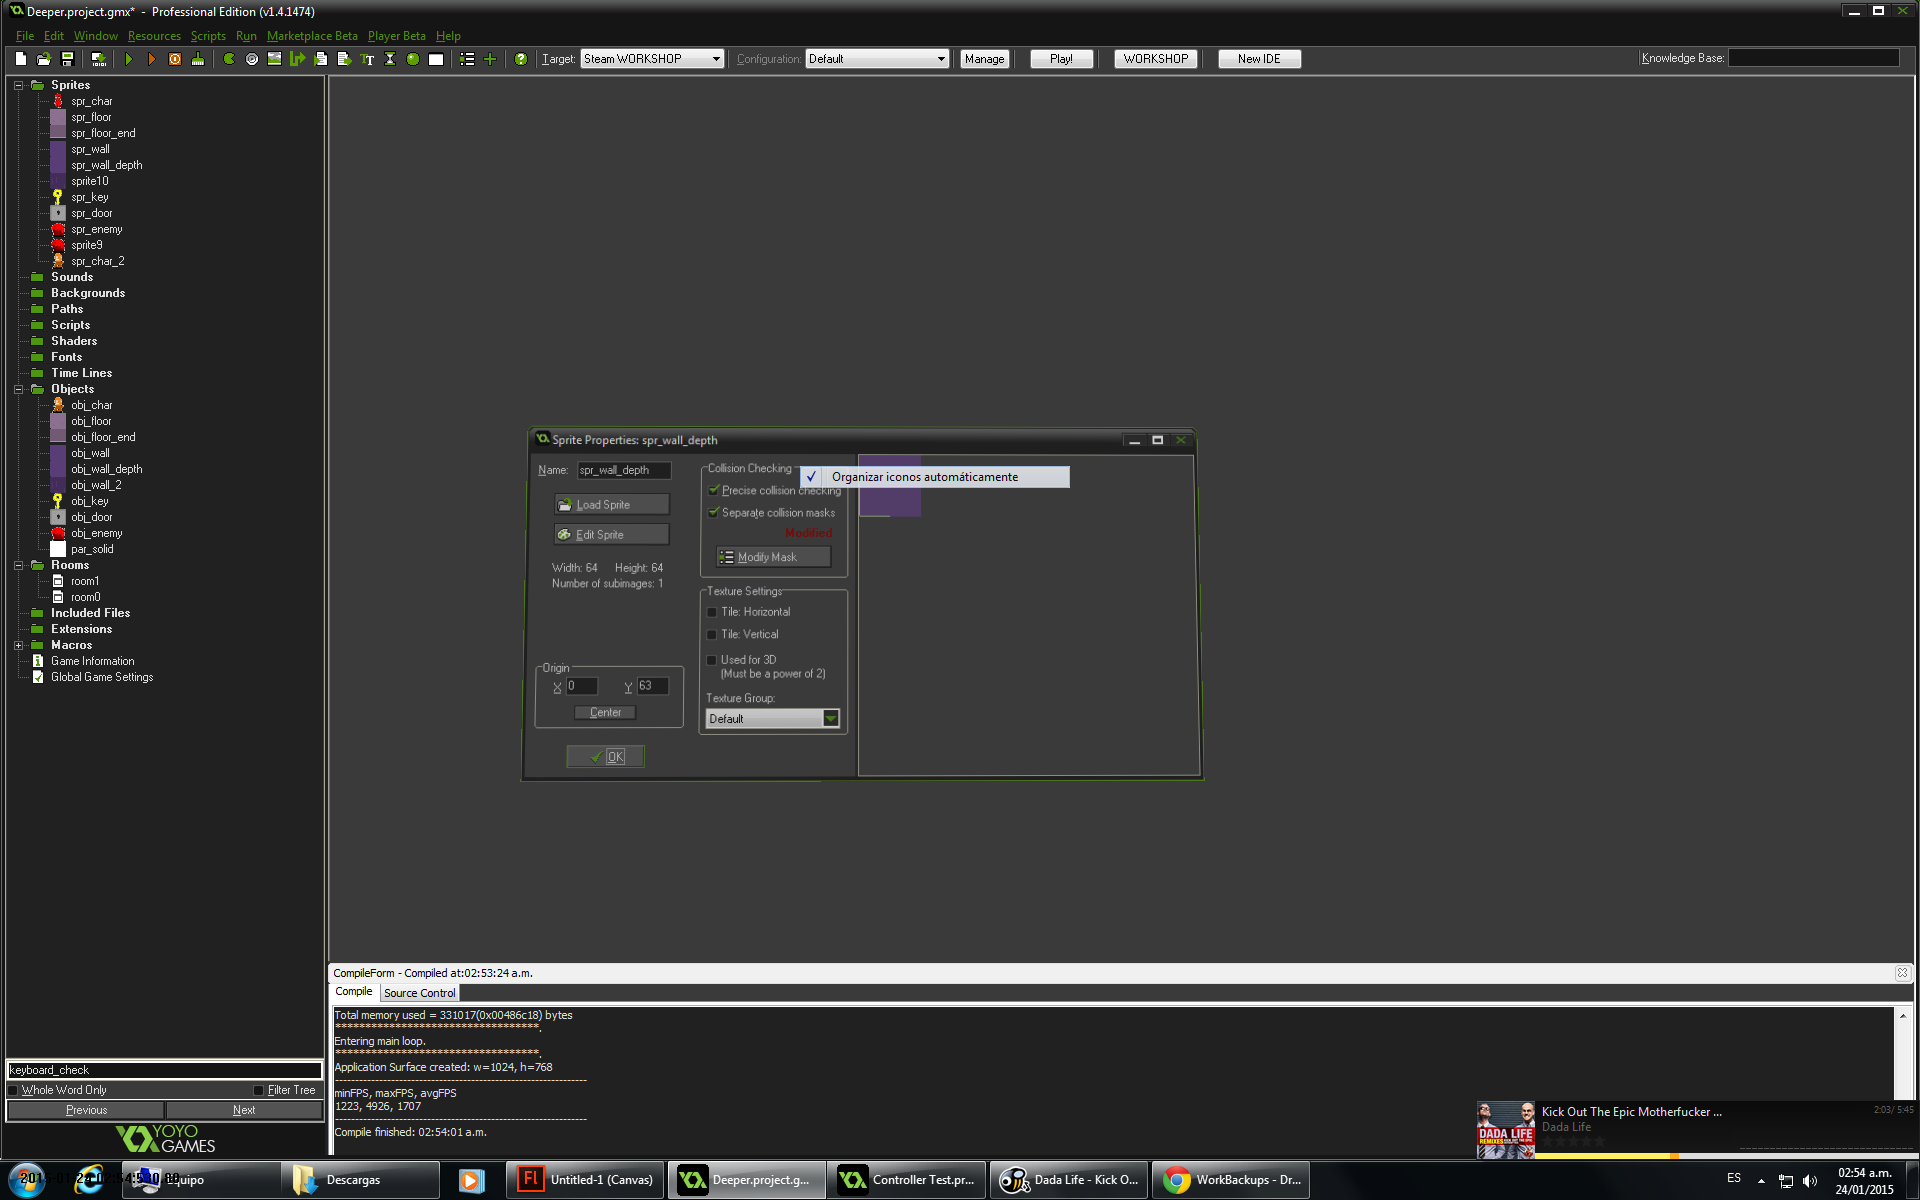 Deeper.project.gmx* - Professional Edition (v1.4.1474)
File Edit Window Resources Scripts Run Marketplace Beta Player Beta Help
Target: Steam WORKSHOP Configuration: Default Manage Play! WORKSHOP New IDE Knowledge Base:
Sprites
spr_char
spr_floor
spr_floor_end
spr_wall
spr_wall_depth
sprite10
spr_key
spr_door
spr_enemy
sprite9
spr_char_2
Sounds
Backgrounds
Paths
Scripts
Shaders
Fonts
Time Lines
Objects
obj_char
obj_floor
obj_floor_end
obj_wall
obj_wall_depth
obj_wall_2
obj_key
obj_door
obj_enemy
par_solid
Rooms
room1
room0
Included Files
Extensions
Macros
Game Information
Global Game Settings
keyboard_check
Whole Word Only Filter Tree
Previous Next
YOYO GAMES
Sprite Properties: spr_wall_depth
Name: spr_wall_depth
Load Sprite
Edit Sprite
Width: 64 Height: 64
Number of subimages: 1
Origin
X 0 Y 63
Center
OK
Collision Checking
Organizar iconos automáticamente
Precise collision checking
Separate collision masks
Modified
Modify Mask
Texture Settings
Tile: Horizontal
Tile: Vertical
Used for 3D
(Must be a power of 2)
Texture Group:
Default
CompileForm - Compiled at:02:53:24 a.m.
Compile Source Control
Total memory used = 331017(0x00486c18) bytes
**********************************.
Entering main loop.
**********************************.
Application Surface created: w=1024, h=768
minFPS, maxFPS, avgFPS
1223, 4926, 1707
Compile finished: 02:54:01 a.m.
DADA LIFE
Kick Out The Epic Motherfucker ...
2:03/ 5:45
Dada Life
Equipo
Descargas
Untitled-1 (Canvas)
Deeper.project.g...
Controller Test.pr...
Dada Life - Kick O...
WorkBackups - Dr...
ES
02:54 a.m.
24/01/2015